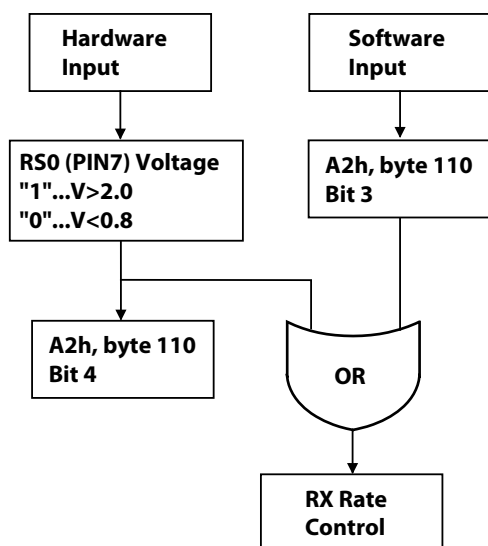 Hardware
Input
Software
Input
RS0 (PIN7) Voltage
"1"...V>2.0
"0"...V<0.8
A2h, byte 110
Bit 3
A2h, byte 110
Bit 4
OR
RX Rate
Control